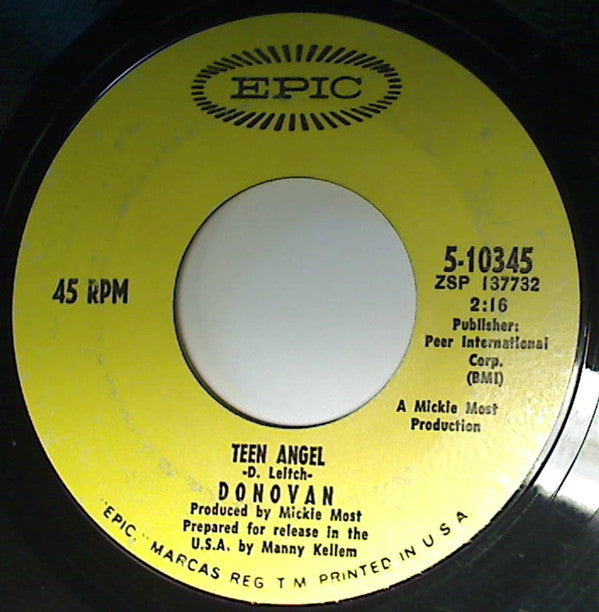 EPIC
45 RPM
5-10345
ZSP 137732
2:16
Publisher:
Peer International
Corp.
(BMI)
A Mickie Most
Production
TEEN ANGEL
-D. Leitch-
DONOVAN
Produced by Mickie Most
Prepared for release in the
U.S.A. by Manny Kellem
"EPIC," MARCAS REG T M PRINTED IN U S A